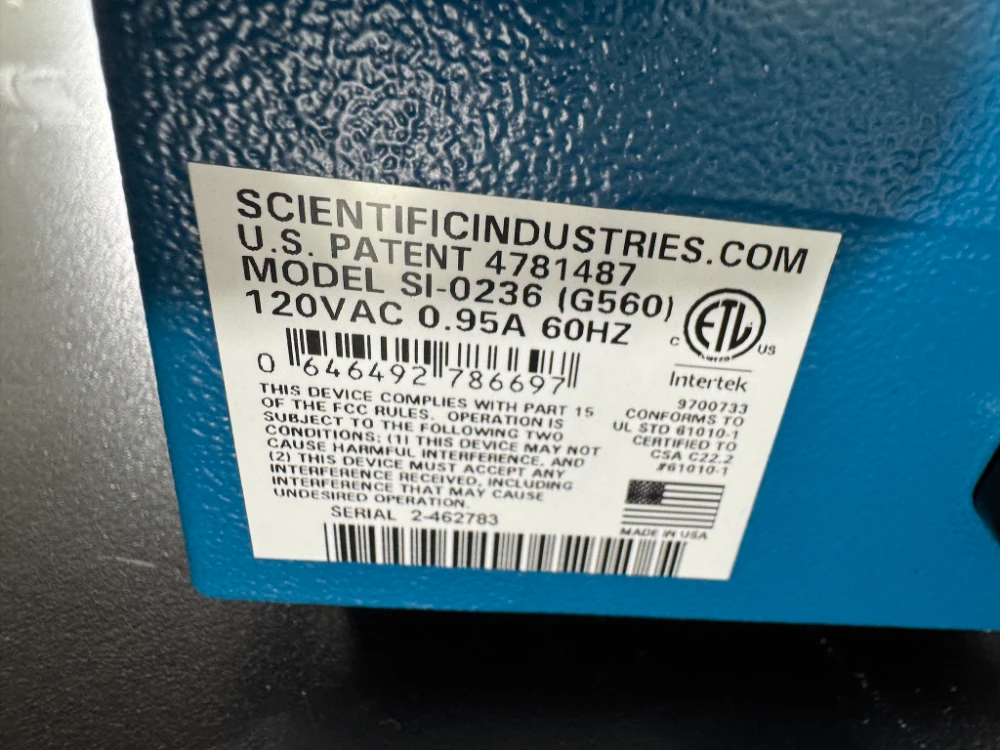 SCIENTIFICINDUSTRIES.COM
U.S. PATENT 4781487
MODEL SI-0236 (G560)
120VAC 0.95A 60HZ
0 646492 786697
THIS DEVICE COMPLIES WITH PART 15
OF THE FCC RULES. OPERATION IS
SUBJECT TO THE FOLLOWING TWO
CONDITIONS: (1) THIS DEVICE MAY NOT
CAUSE HARMFUL INTERFERENCE, AND
(2) THIS DEVICE MUST ACCEPT ANY
INTERFERENCE RECEIVED, INCLUDING
INTERFERENCE THAT MAY CAUSE
UNDESIRED OPERATION.
SERIAL 2-462783
ETL
LISTED
C US
Intertek
9700733
CONFORMS TO
UL STD 61010-1
CERTIFIED TO
CSA C22.2
#61010-1
MADE IN USA